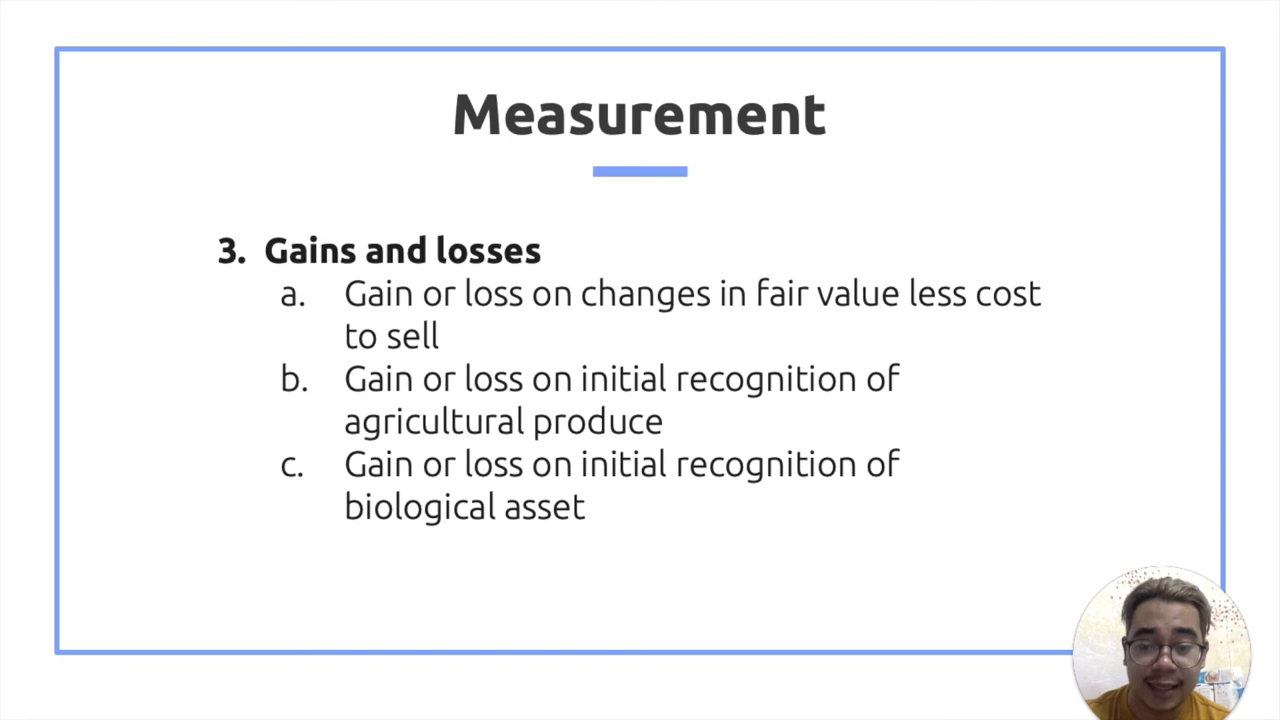 Measurement
3. Gains and losses
a. Gain or loss on changes in fair value less cost
to sell
b. Gain or loss on initial recognition of
agricultural produce
c. Gain or loss on initial recognition of
biological asset